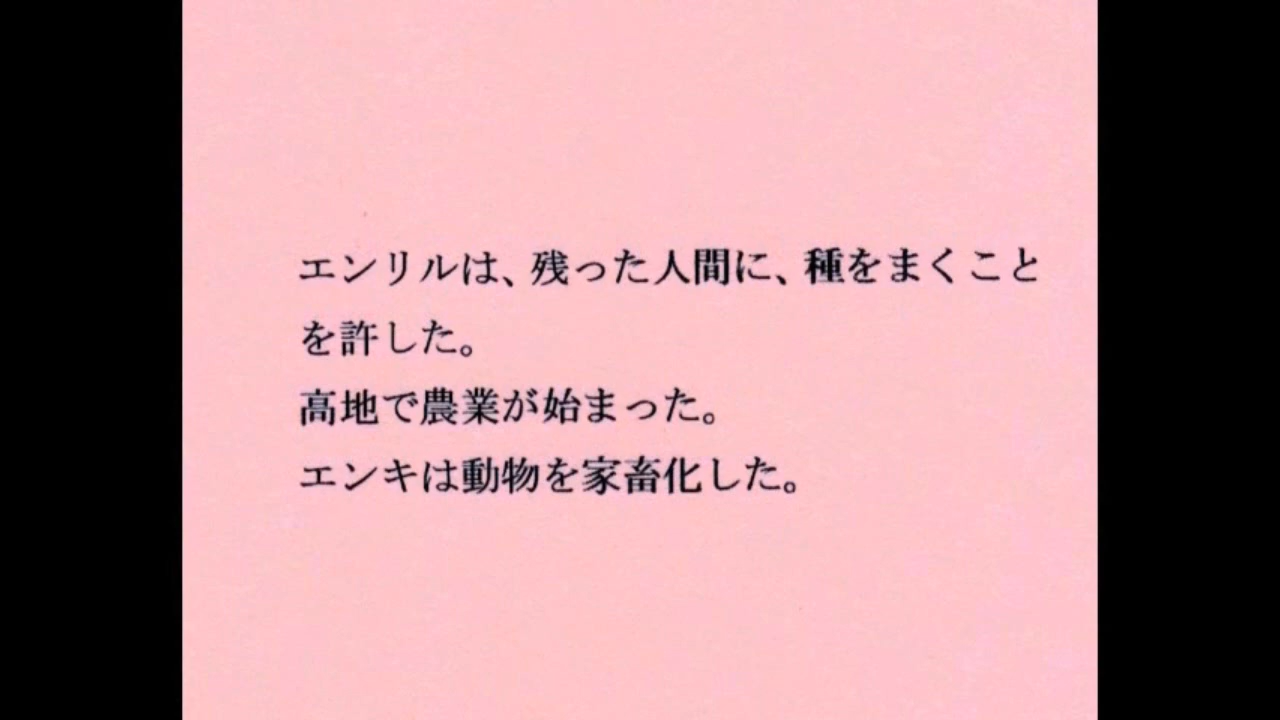 エンリルは、残った人間に、種をまくこと
を許した。
高地で農業が始まった。
エンキは動物を家畜化した。